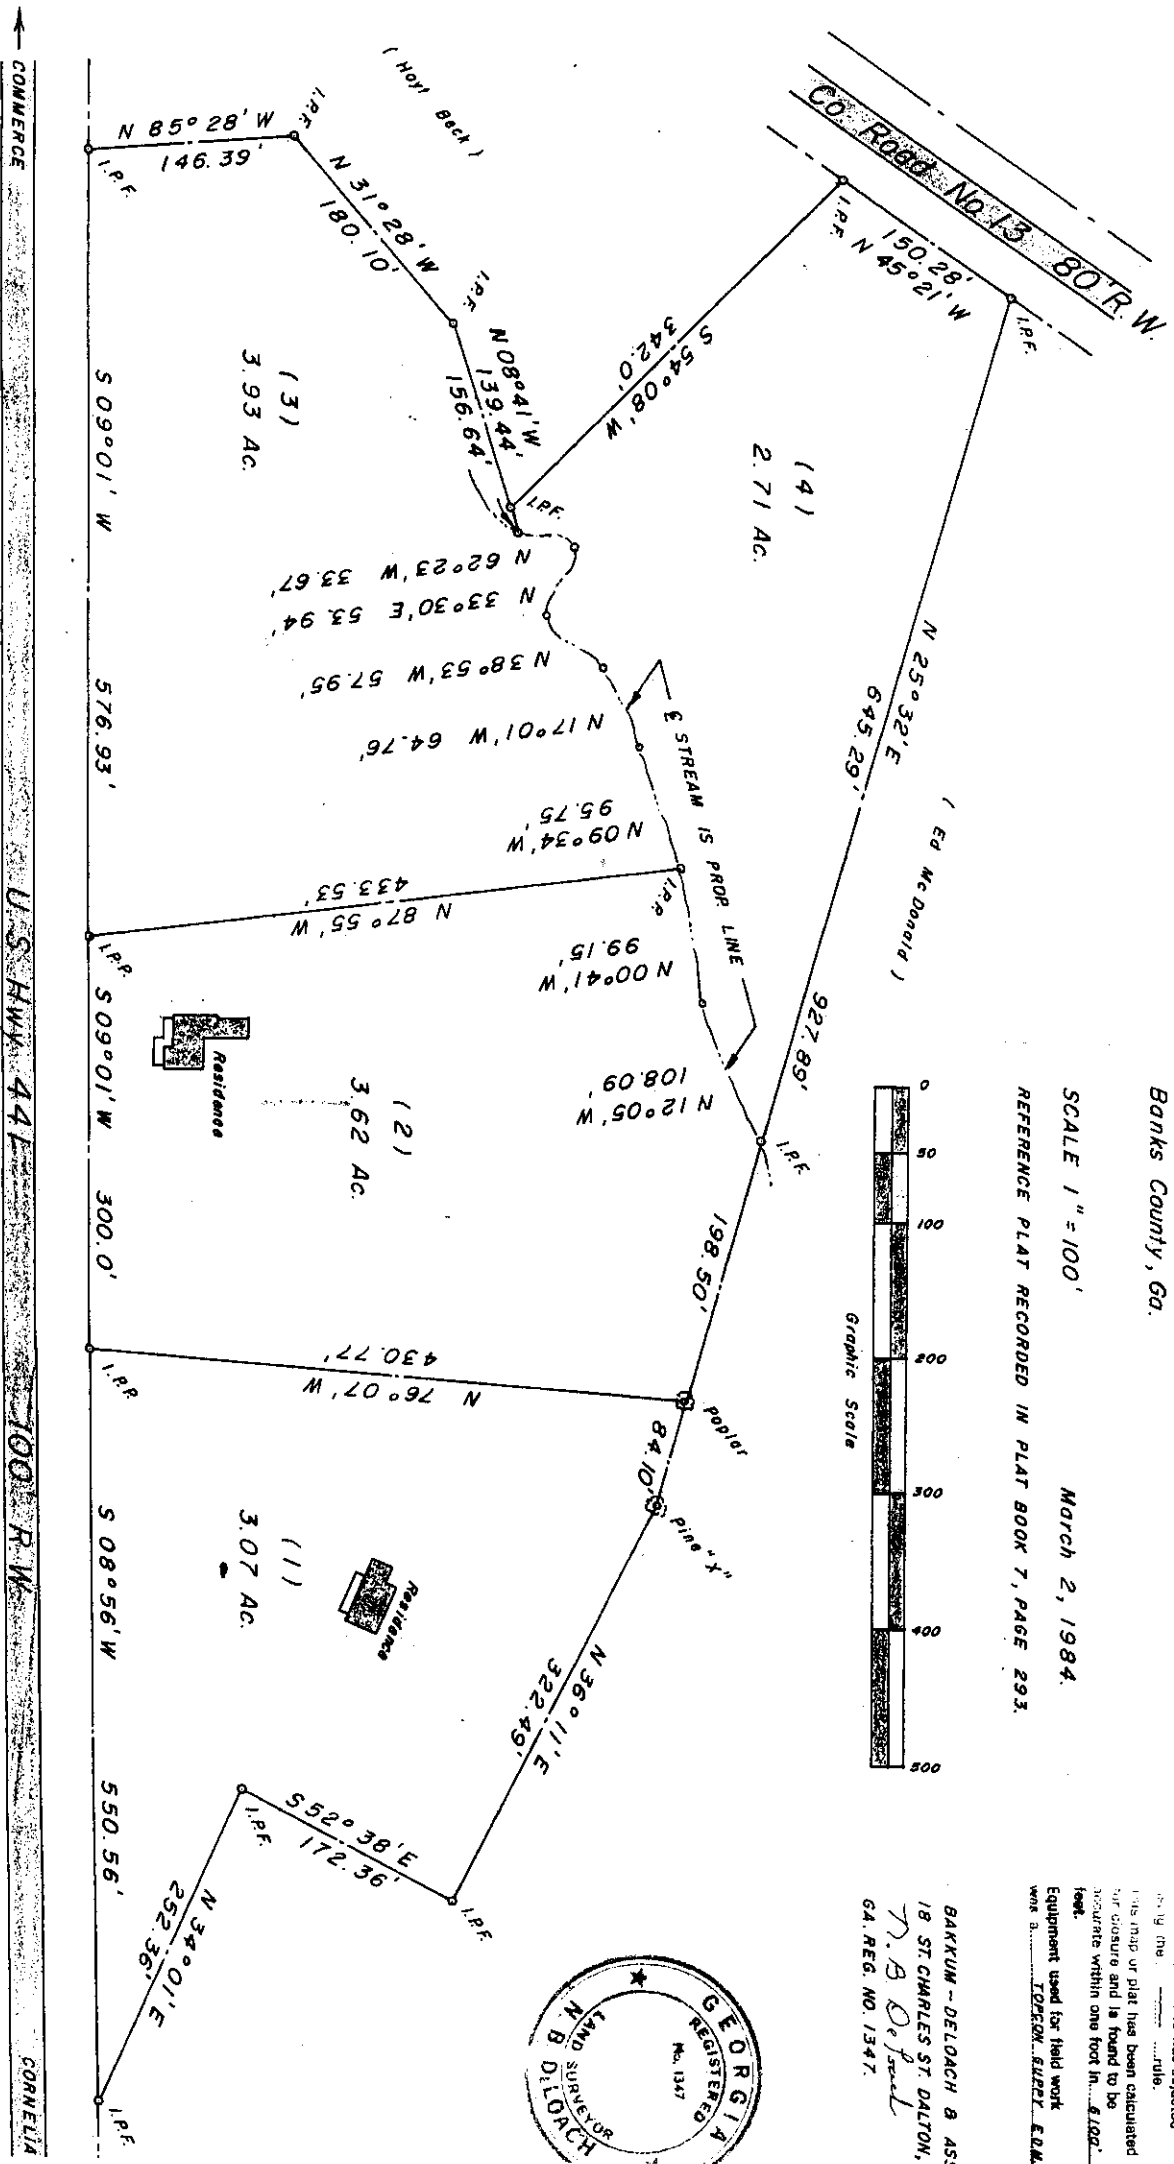 Banks County, Ga.
SCALE 1" = 100' March 2, 1984.
REFERENCE PLAT RECORDED IN PLAT BOOK 7, PAGE 293.
0 50 100 200 300 400 500
Graphic Scale
map or plat has been calculated
for closure and is found to be
accurate within one foot in
feet.
Equipment used for field work
was a
BAKKUM - DELOACH & ASS
18 ST. CHARLES ST. DALTON,
GA. REG. NO. 1347.
GEORGIA
REGISTERED
No. 1347
LAND SURVEYOR
N. B. DeLOACH
Co. Road No. 13 80' R.W.
I.P.F.
150.28'
N 45°21' W
I.P.F.
N 25°32' E
645.29'
( Ed McDonald )
927.89'
I.P.F.
198.50'
Poplar
84.10'
Pine "X"
N 36°11' E
322.49'
I.P.F.
S 52°38' E
172.36'
I.P.F.
N 34°01' E
252.36'
I.P.F.
S 54°08' W
342.0'
(4)
2.71 Ac.
( Hoyt Beck )
I.P.F.
N 85°28' W
146.39'
I.P.F.
N 31°28' W
180.10'
I.P.F.
N 08°41' W
139.44'
156.64'
I.P.F.
N 62°23' W 33.67'
N 33°30' E 53.94'
N 38°53' W 57.95'
N 17°01' W 64.76'
N 09°34' W
95.75'
I.P.P.
N 00°41' W
99.15'
N 12°05' W
108.09'
℄ STREAM IS PROP. LINE
(3)
3.93 Ac.
N 87°55' W
433.53'
I.P.P.
Residence
(2)
3.62 Ac.
N 76°07' W
430.77'
I.P.P.
Residence
(1)
3.07 Ac.
S 09°01' W 576.93'
S 09°01' W 300.0'
S 08°56' W 550.56'
COMMERCE U.S. Hwy. 441 100' R.W. CORNELIA